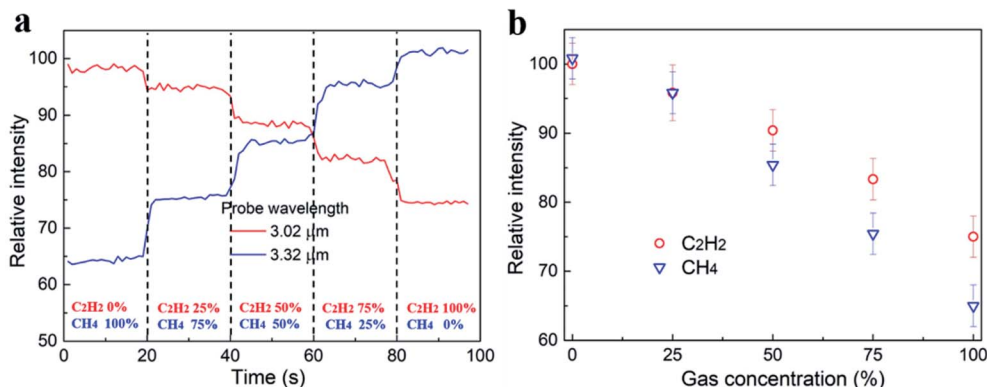 a
Relative intensity
100
90
80
70
60
50
Probe wavelength
3.02 μm
3.32 μm
C2H2 0% C2H2 25% C2H2 50% C2H2 75% C2H2 100%
CH4 100% CH4 75% CH4 50% CH4 25% CH4 0%
0 20 40 60 80 100
Time (s)
b
Relative intensity
100
90
80
70
60
C2H2
CH4
0 25 50 75 100
Gas concentration (%)